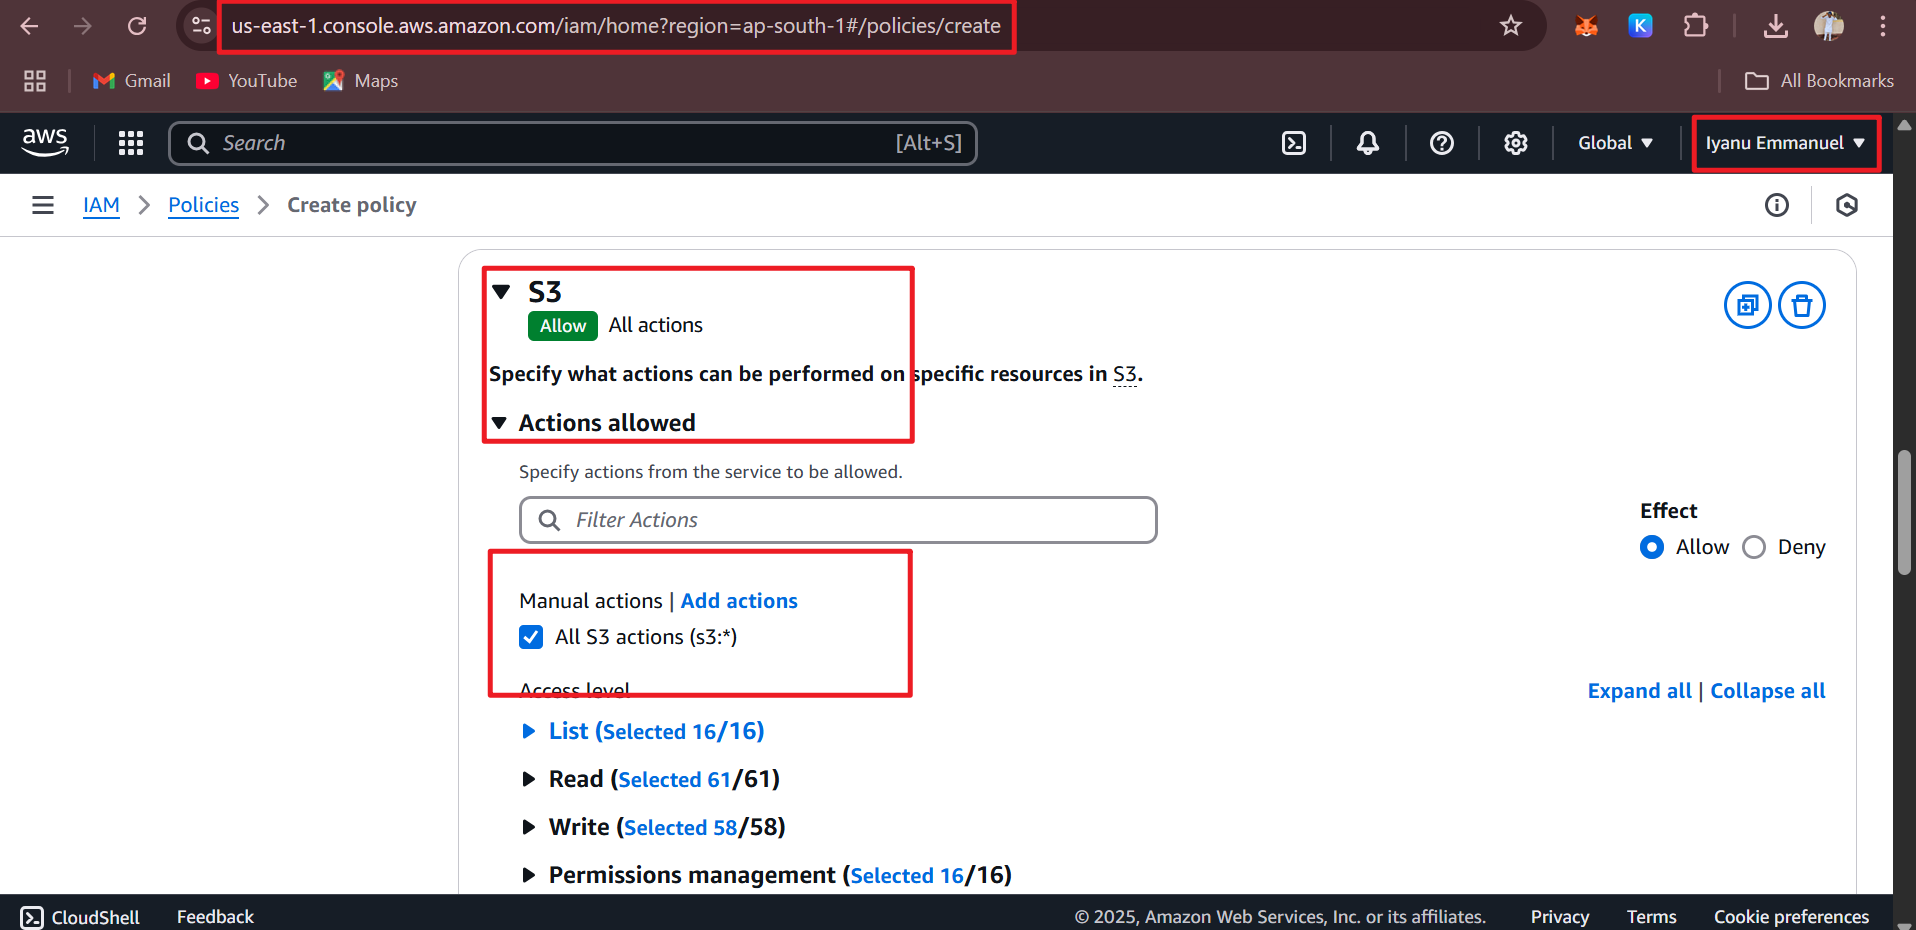 us-east-1.console.aws.amazon.com/iam/home?region=ap-south-1#/policies/create
Gmail YouTube Maps All Bookmarks
aws Search [Alt+S] Global Iyanu Emmanuel
IAM Policies Create policy
S3
Allow All actions
Specify what actions can be performed on specific resources in S3.
Actions allowed
Specify actions from the service to be allowed.
Filter Actions
Effect
Allow Deny
Manual actions | Add actions
All S3 actions (s3:*)
Access level Expand all | Collapse all
List (Selected 16/16)
Read (Selected 61/61)
Write (Selected 58/58)
Permissions management (Selected 16/16)
CloudShell Feedback © 2025, Amazon Web Services, Inc. or its affiliates. Privacy Terms Cookie preferences